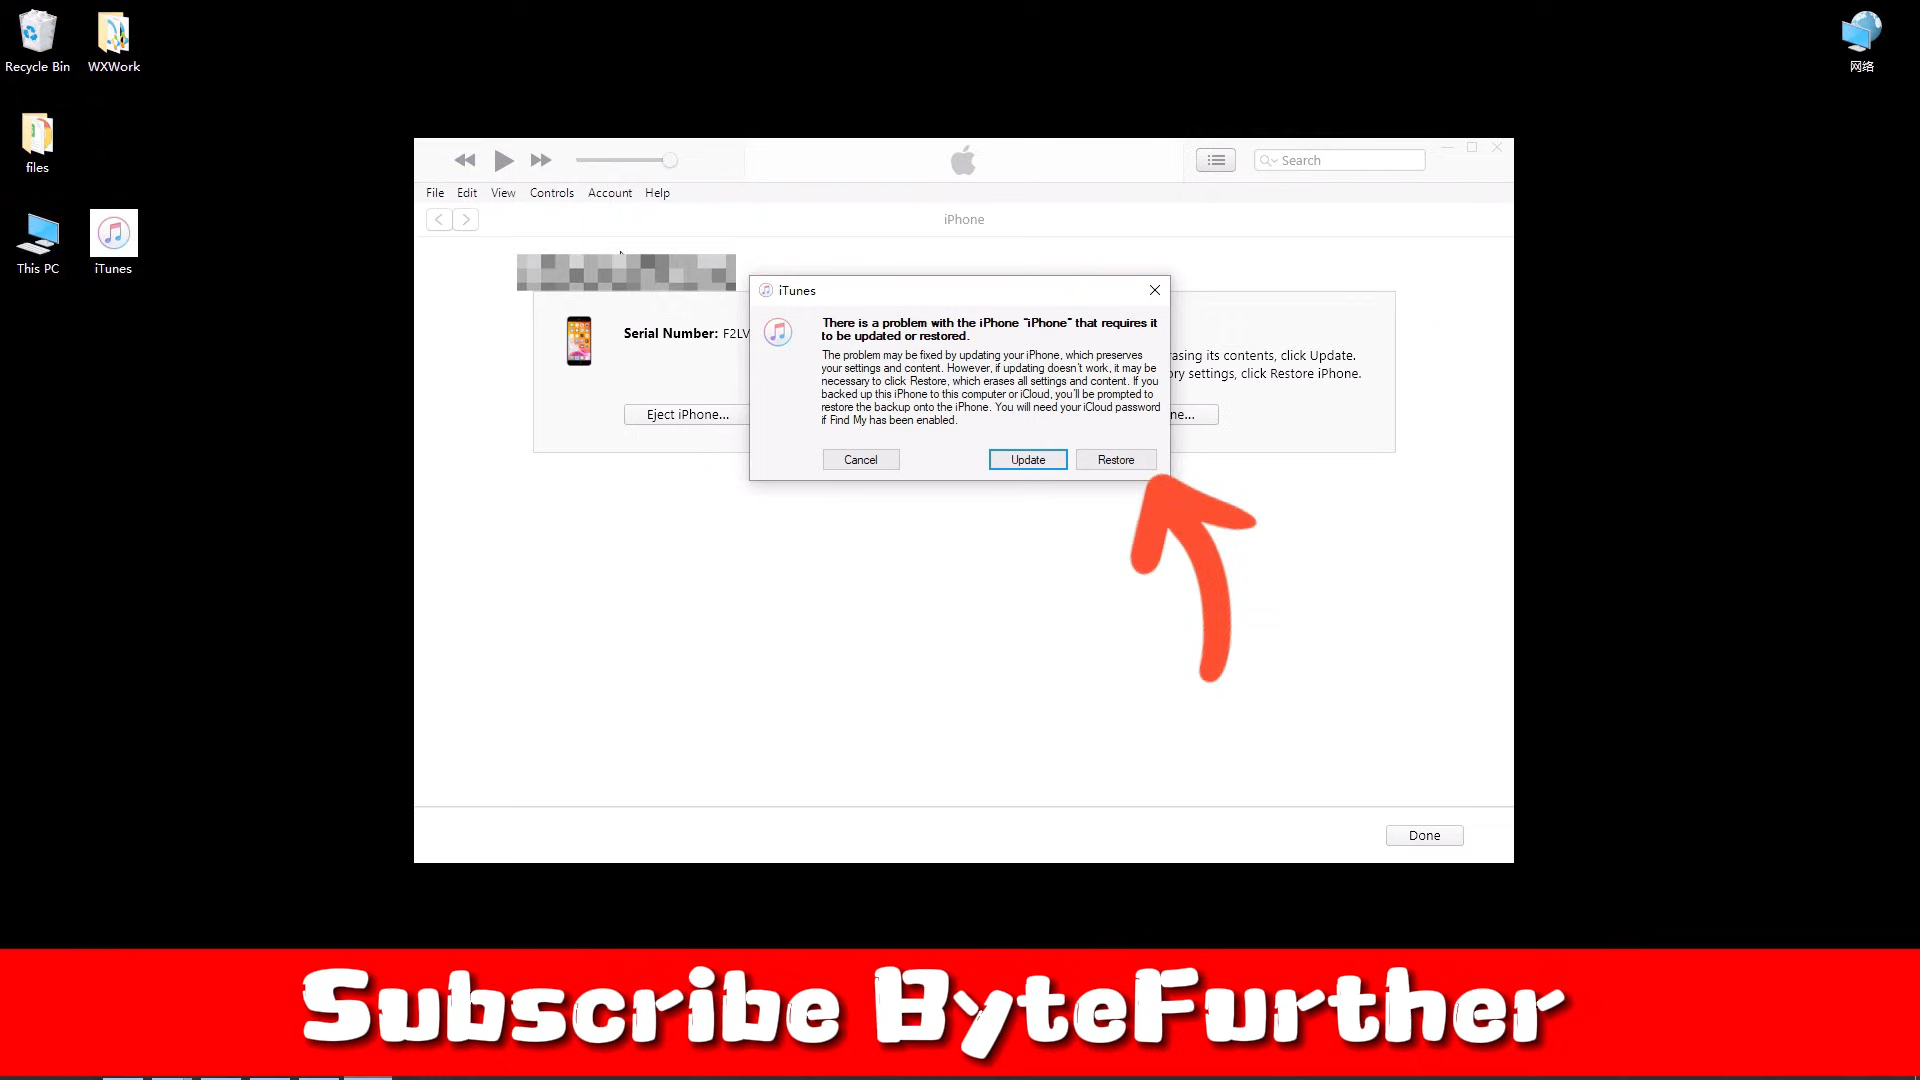 Recycle Bin
WXWork
网络
files
This PC
iTunes
Search
File Edit View Controls Account Help
iPhone
Serial Number: F2LV
asing its contents, click Update.
ory settings, click Restore iPhone.
Eject iPhone...
ne...
iTunes
There is a problem with the iPhone “iPhone” that requires it
to be updated or restored.
The problem may be fixed by updating your iPhone, which preserves
your settings and content. However, if updating doesn't work, it may be
necessary to click Restore, which erases all settings and content. If you
backed up this iPhone to this computer or iCloud, you'll be prompted to
restore the backup onto the iPhone. You will need your iCloud password
if Find My has been enabled.
Cancel
Update
Restore
Done
Subscribe ByteFurther